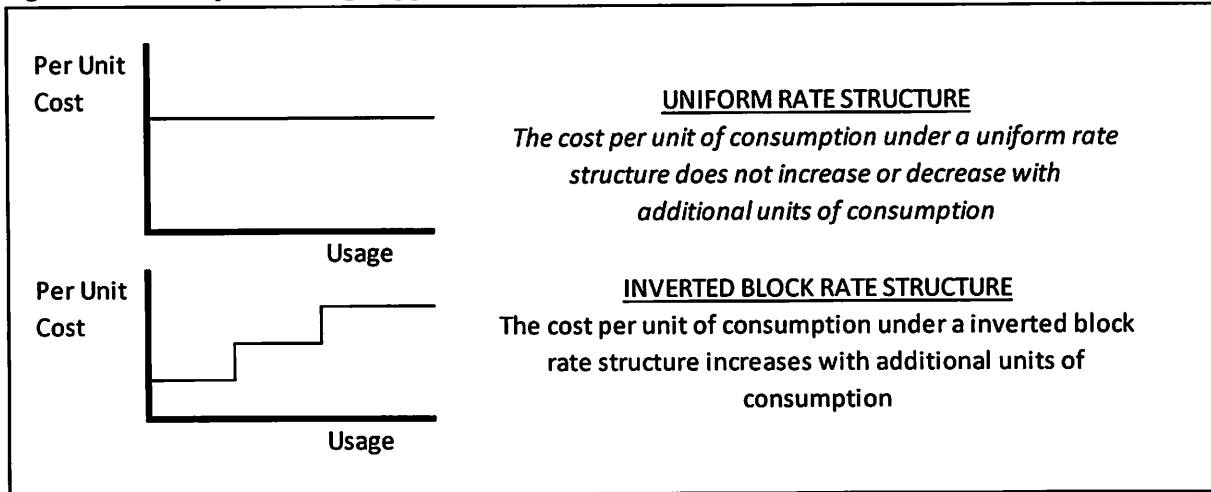 Per Unit
Cost
UNIFORM RATE STRUCTURE
The cost per unit of consumption under a uniform rate
structure does not increase or decrease with
additional units of consumption
Usage
Per Unit
Cost
INVERTED BLOCK RATE STRUCTURE
The cost per unit of consumption under a inverted block
rate structure increases with additional units of
consumption
Usage